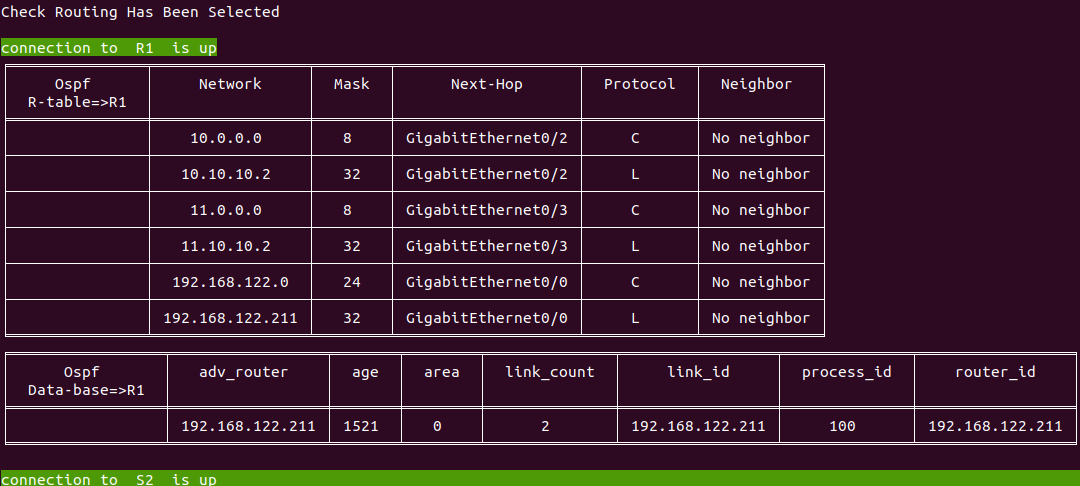 Check Routing Has Been Selected
connection to  R1  is up
Ospf Network Mask Next-Hop Protocol Neighbor
R-table=>R1
10.0.0.0 8 GigabitEthernet0/2 C No neighbor
10.10.10.2 32 GigabitEthernet0/2 L No neighbor
11.0.0.0 8 GigabitEthernet0/3 C No neighbor
11.10.10.2 32 GigabitEthernet0/3 L No neighbor
192.168.122.0 24 GigabitEthernet0/0 C No neighbor
192.168.122.211 32 GigabitEthernet0/0 L No neighbor
Ospf adv_router age area link_count link_id process_id router_id
Data-base=>R1
192.168.122.211 1521 0 2 192.168.122.211 100 192.168.122.211
connection to  S2  is up